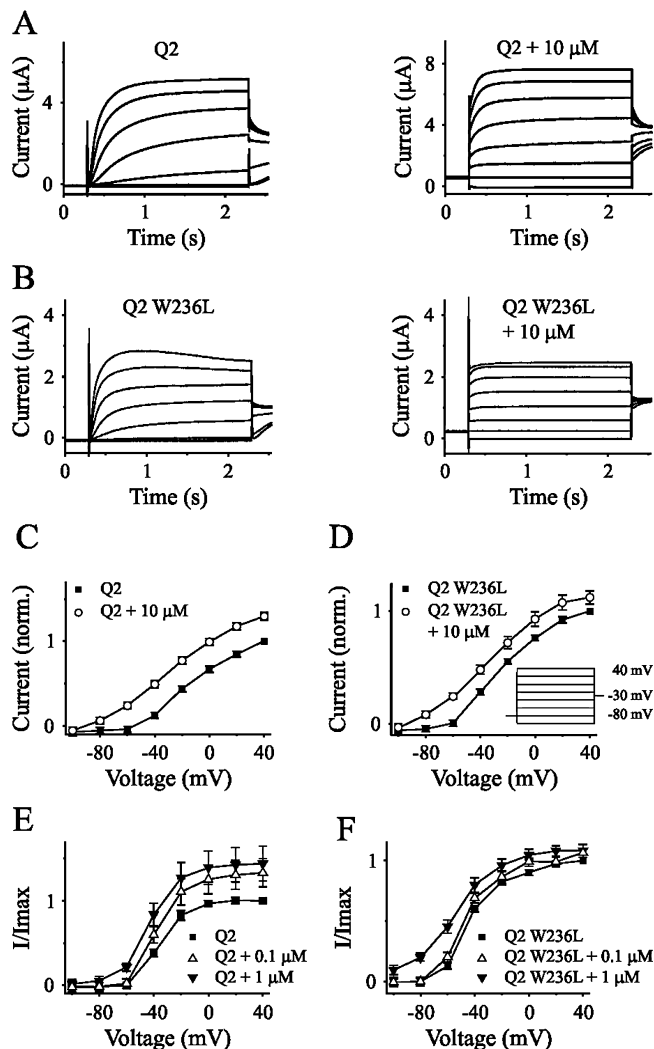 A
Q2
Current (μA)
4
2
0
0 1 2
Time (s)
Q2 + 10 μM
Current (μA)
8
4
0
0 1 2
Time (s)
B
Q2 W236L
Current (μA)
4
2
0
0 1 2
Time (s)
Q2 W236L
+ 10 μM
Current (μA)
4
2
0
0 1 2
Time (s)
C
Q2
Q2 + 10 μM
Current (norm.)
1
0
-80 -40 0 40
Voltage (mV)
D
Q2 W236L
Q2 W236L
+ 10 μM
Current (norm.)
1
0
40 mV
-30 mV
-80 mV
-80 -40 0 40
Voltage (mV)
E
I/Imax
1
0
Q2
Q2 + 0.1 μM
Q2 + 1 μM
-80 -40 0 40
Voltage (mV)
F
I/Imax
1
0
Q2 W236L
Q2 W236L + 0.1 μM
Q2 W236L + 1 μM
-80 -40 0 40
Voltage (mV)